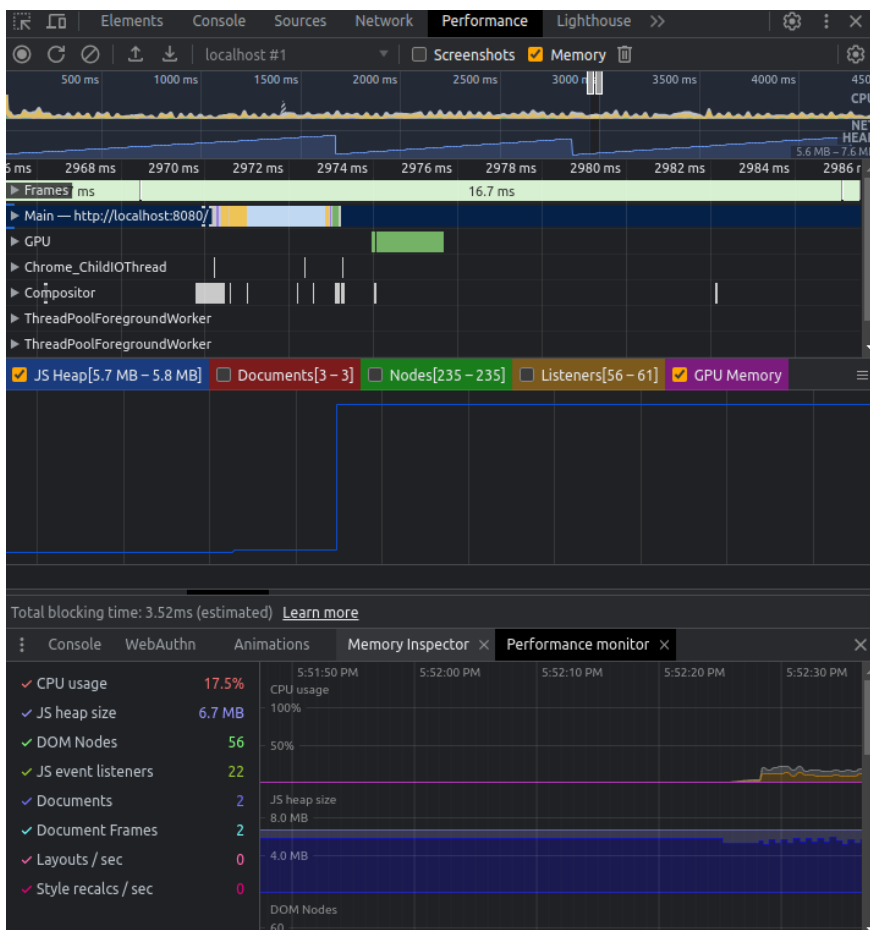 Elements Console Sources Network Performance Lighthouse
localhost #1 Screenshots Memory
500 ms 1000 ms 1500 ms 2000 ms 2500 ms 3000 3500 ms 4000 ms 450
CPU
NET
HEAP
5.6 MB – 7.6 MB
ms 2968 ms 2970 ms 2972 ms 2974 ms 2976 ms 2978 ms 2980 ms 2982 ms 2984 ms 2986
Frames ms 16.7 ms
Main — http://localhost:8080/
GPU
Chrome_ChildIOThread
Compositor
ThreadPoolForegroundWorker
ThreadPoolForegroundWorker
JS Heap[5.7 MB – 5.8 MB] Documents[3 – 3] Nodes[235 – 235] Listeners[56 – 61] GPU Memory
Total blocking time: 3.52ms (estimated) Learn more
Console WebAuthn Animations Memory Inspector Performance monitor
CPU usage 17.5%
JS heap size 6.7 MB
DOM Nodes 56
JS event listeners 22
Documents 2
Document Frames 2
Layouts / sec 0
Style recalcs / sec 0
5:51:50 PM 5:52:00 PM 5:52:10 PM 5:52:20 PM 5:52:30 PM
CPU usage
100%
50%
JS heap size
8.0 MB
4.0 MB
DOM Nodes
60